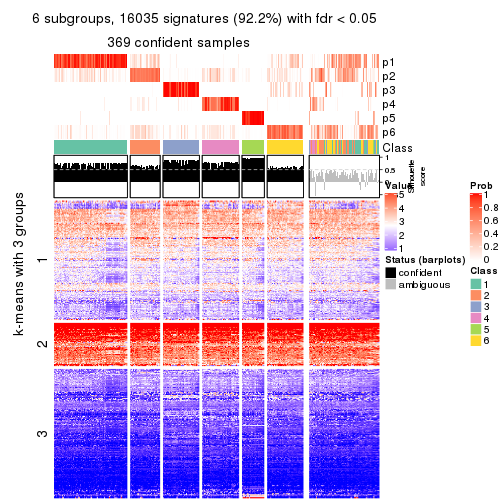 6 subgroups, 16035 signatures (92.2%) with fdr < 0.05
369 confident samples
p1
p2
p3
p4
p5
p6
Class
1
0.5
0
Silhouette
score
k-means with 3 groups
1
2
3
Value
5
4
3
2
1
Status (barplots)
confident
ambiguous
Prob
1
0.8
0.6
0.4
0.2
0
Class
1
2
3
4
5
6